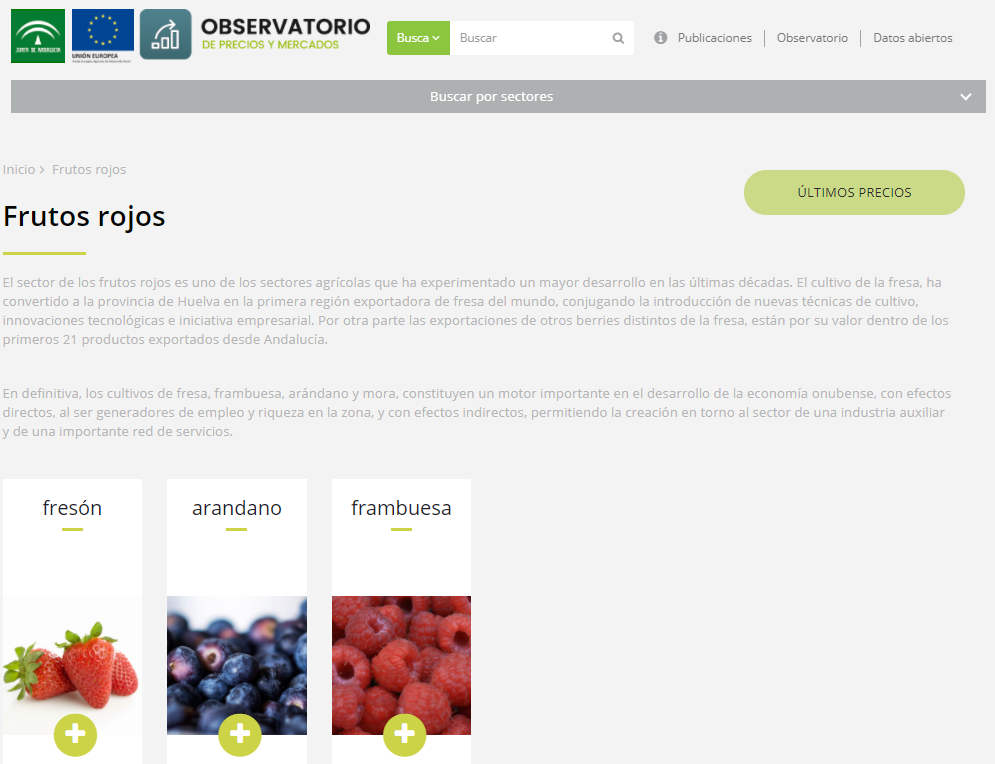 JUNTA DE ANDALUCIA
UNIÓN EUROPEA
OBSERVATORIO
DE PRECIOS Y MERCADOS
Busca
Buscar
Publicaciones
Observatorio
Datos abiertos
Buscar por sectores
Inicio > Frutos rojos
ÚLTIMOS PRECIOS
Frutos rojos
El sector de los frutos rojos es uno de los sectores agrícolas que ha experimentado un mayor desarrollo en las últimas décadas. El cultivo de la fresa, ha
convertido a la provincia de Huelva en la primera región exportadora de fresa del mundo, conjugando la introducción de nuevas técnicas de cultivo,
innovaciones tecnológicas e iniciativa empresarial. Por otra parte las exportaciones de otros berries distintos de la fresa, están por su valor dentro de los
primeros 21 productos exportados desde Andalucía.
En definitiva, los cultivos de fresa, frambuesa, arándano y mora, constituyen un motor importante en el desarrollo de la economía onubense, con efectos
directos, al ser generadores de empleo y riqueza en la zona, y con efectos indirectos, permitiendo la creación en torno al sector de una industria auxiliar
y de una importante red de servicios.
fresón
arandano
frambuesa